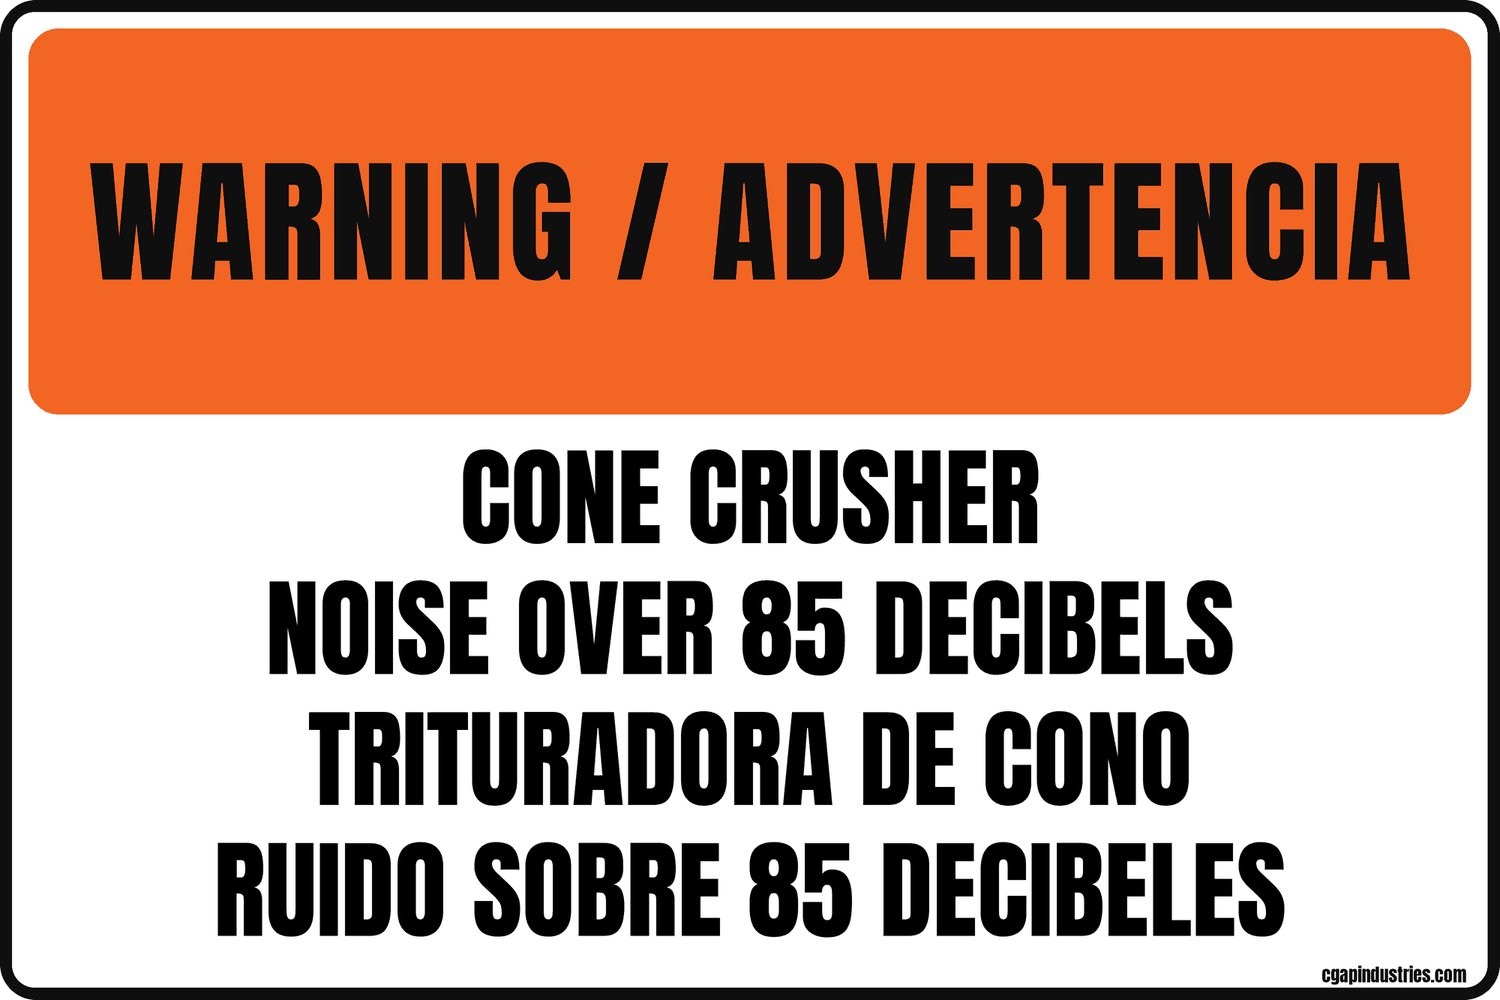 WARNING / ADVERTENCIA
CONE CRUSHER
NOISE OVER 85 DECIBELS
TRITURADORA DE CONO
RUIDO SOBRE 85 DECIBELES
cgapindustries.com